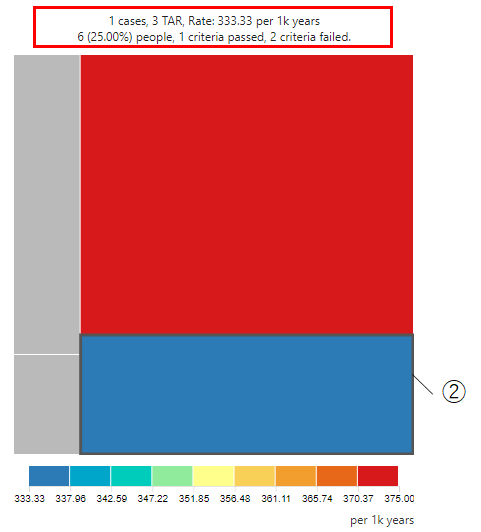 1 cases, 3 TAR, Rate: 333.33 per 1k years
6 (25.00%) people, 1 criteria passed, 2 criteria failed.
②
333.33 337.96 342.59 347.22 351.85 356.48 361.11 365.74 370.37 375.00
per 1k years